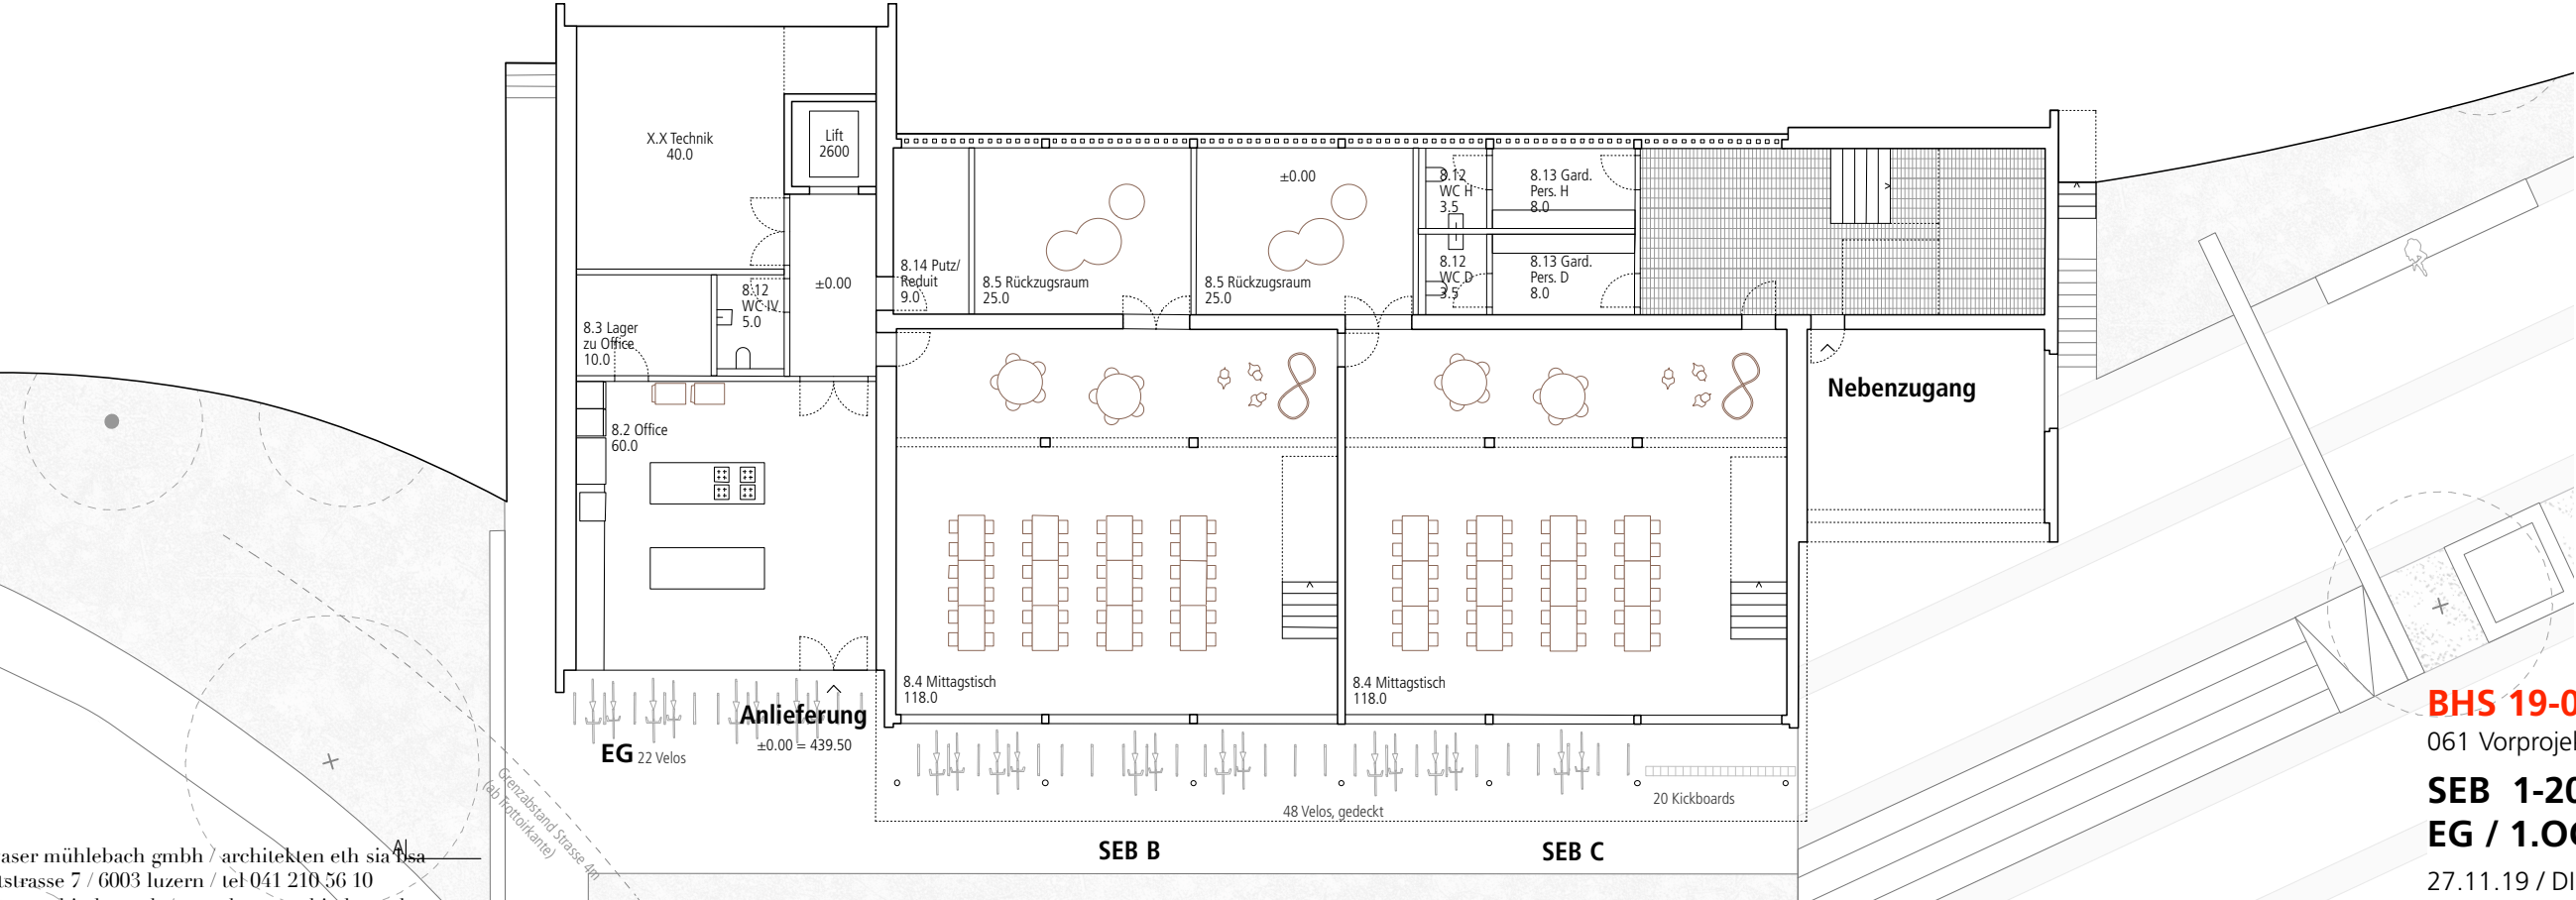 X.X Technik
40.0
Lift
2600
±0.00
8.12
WC H
3.5
8.13 Gard.
Pers. H
8.0
8.14 Putz/
Reduit
9.0
8.5 Rückzugsraum
25.0
8.5 Rückzugsraum
25.0
8.12
WC D
3.5
8.13 Gard.
Pers. D
8.0
±0.00
8.12
WC-IV
5.0
8.3 Lager
zu Office
10.0
Nebenzugang
8.2 Office
60.0
8.4 Mittagstisch
118.0
8.4 Mittagstisch
118.0
Anlieferung
±0.00 = 439.50
EG 22 Velos
Grenzabstand Strasse 4m
(ab Trottoirkante)
48 Velos, gedeckt
20 Kickboards
SEB B
SEB C
A
aser mühlebach gmbh / architekten eth sia bsa
tstrasse 7 / 6003 luzern / tel 041 210 56 10
BHS 19-0
061 Vorprojek
SEB 1-20
EG / 1.OG
27.11.19 / DI